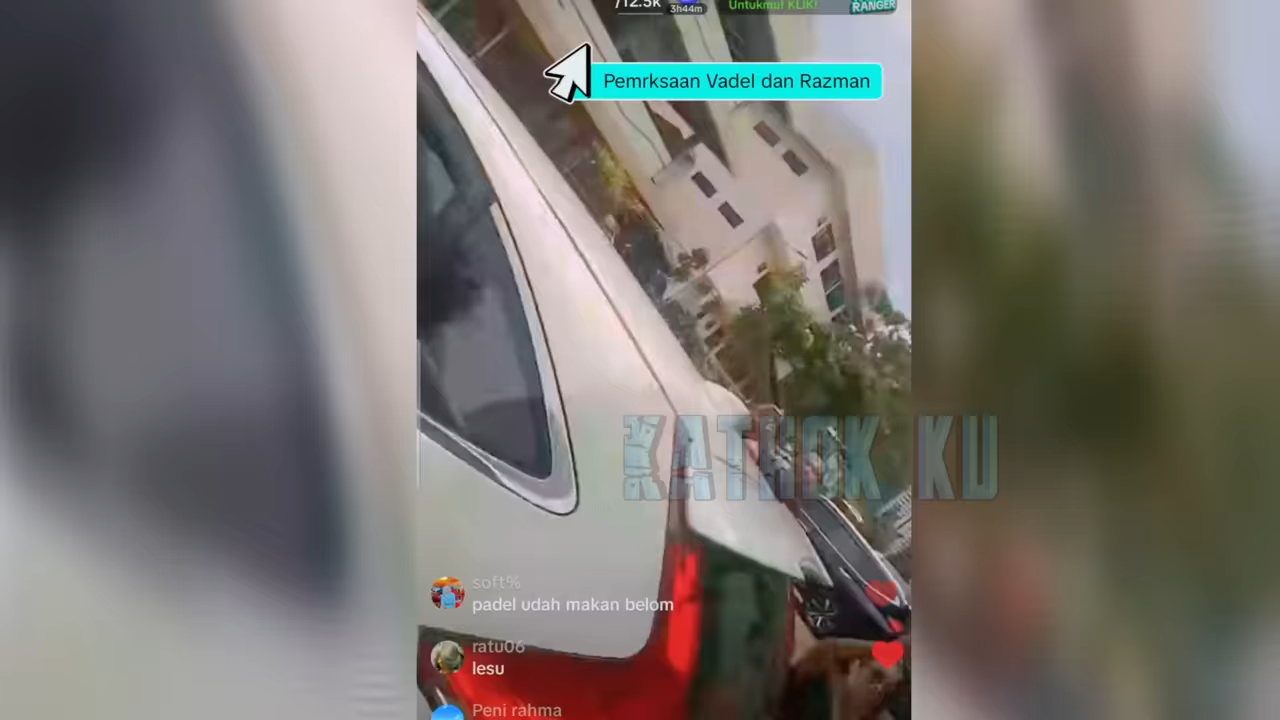 /12.5k
3h44m
Untukmu! KLIK!
RANGER
Pemrksaan Vadel dan Razman
KATHOK KU
soft%
padel udah makan belom
ratu06
lesu
Peni rahma